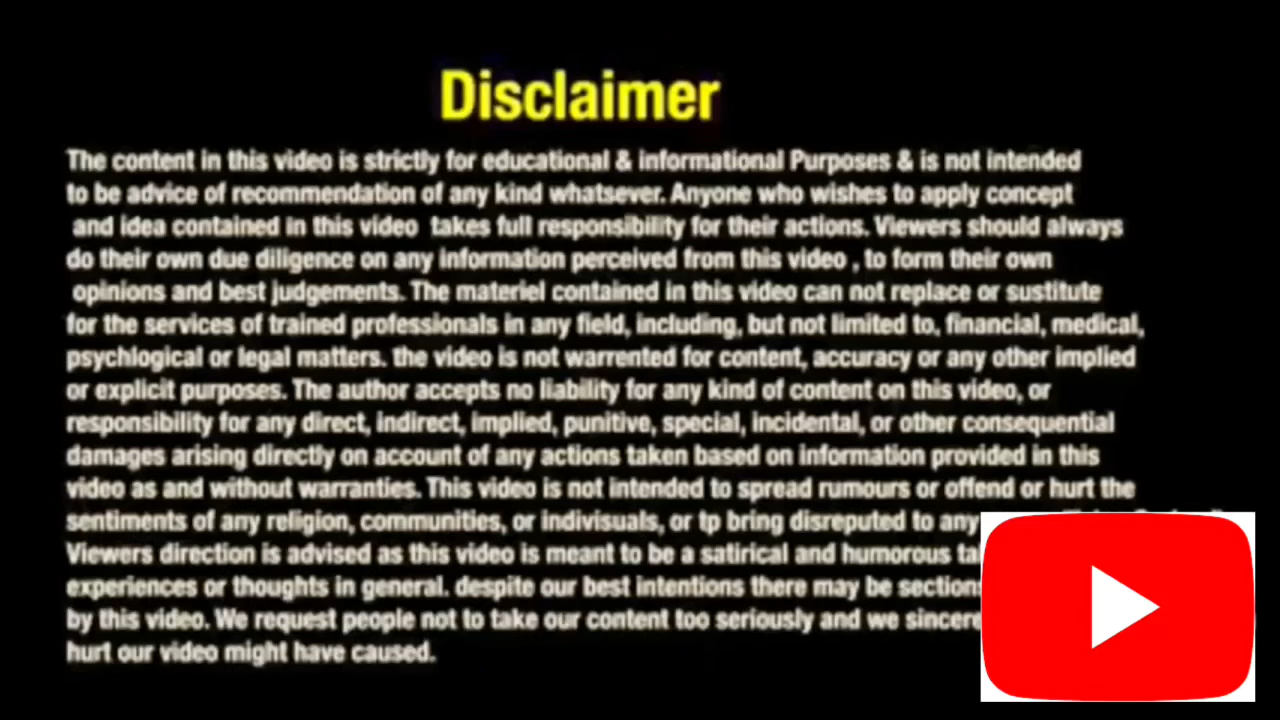 Disclaimer
The content in this video is strictly for educational & informational Purposes & is not intended
to be advice of recommendation of any kind whatsever. Anyone who wishes to apply concept
and idea contained in this video takes full responsibility for their actions. Viewers should always
do their own due diligence on any information perceived from this video , to form their own
opinions and best judgements. The materiel contained in this video can not replace or sustitute
for the services of trained professionals in any field, including, but not limited to, financial, medical,
psychlogical or legal matters. the video is not warrented for content, accuracy or any other implied
or explicit purposes. The author accepts no liability for any kind of content on this video, or
responsibility for any direct, indirect, implied, punitive, special, incidental, or other consequential
damages arising directly on account of any actions taken based on information provided in this
video as and without warranties. This video is not intended to spread rumours or offend or hurt the
sentiments of any religion, communities, or indivisuals, or tp bring disreputed to any
Viewers direction is advised as this video is meant to be a satirical and humorous
experiences or thoughts in general. despite our best intentions there may be
by this video. We request people not to take our content too seriously and we
hurt our video might have caused.